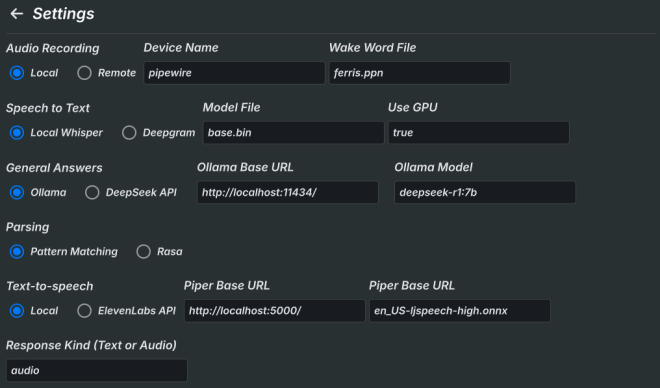 ← Settings
Audio Recording Device Name Wake Word File
Local Remote pipewire ferris.ppn
Speech to Text Model File Use GPU
Local Whisper Deepgram base.bin true
General Answers Ollama Base URL Ollama Model
Ollama DeepSeek API http://localhost:11434/ deepseek-r1:7b
Parsing
Pattern Matching Rasa
Text-to-speech Piper Base URL Piper Base URL
Local ElevenLabs API http://localhost:5000/ en_US-ljspeech-high.onnx
Response Kind (Text or Audio)
audio